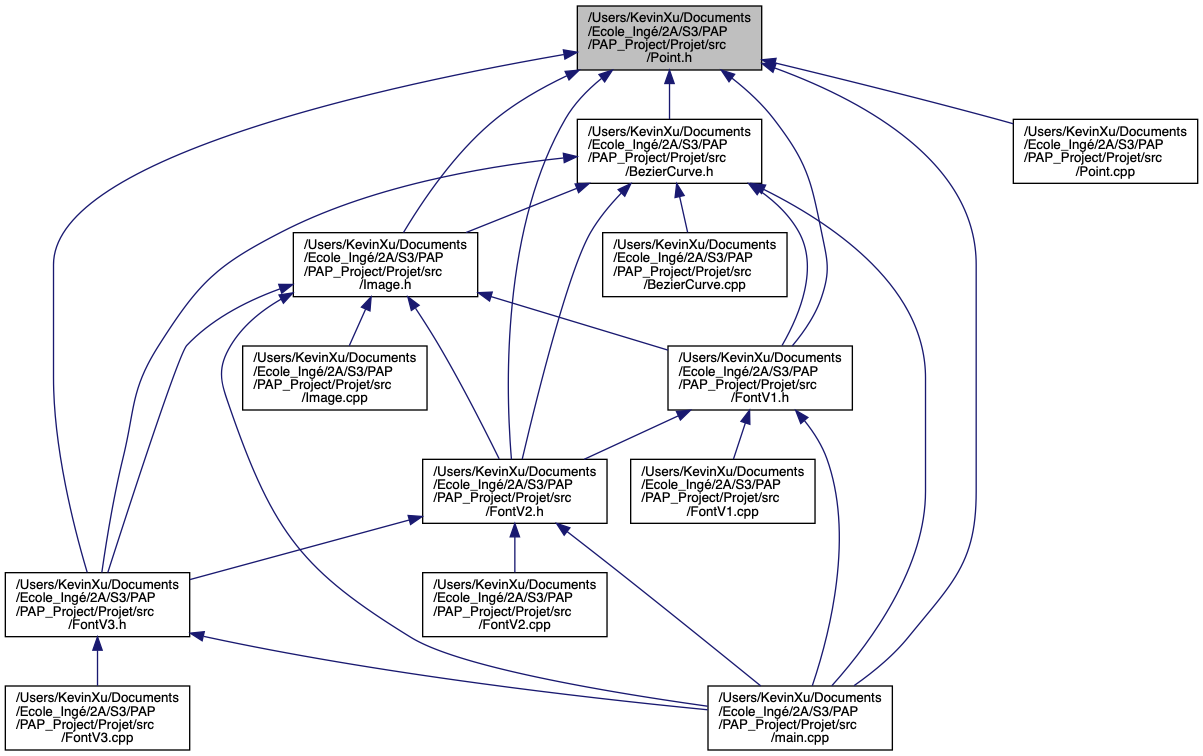 /Users/KevinXu/Documents
/Ecole_Ingé/2A/S3/PAP
/PAP_Project/Projet/src
/Point.h
/Users/KevinXu/Documents
/Ecole_Ingé/2A/S3/PAP
/PAP_Project/Projet/src
/BezierCurve.h
/Users/KevinXu/Documents
/Ecole_Ingé/2A/S3/PAP
/PAP_Project/Projet/src
/Point.cpp
/Users/KevinXu/Documents
/Ecole_Ingé/2A/S3/PAP
/PAP_Project/Projet/src
/Image.h
/Users/KevinXu/Documents
/Ecole_Ingé/2A/S3/PAP
/PAP_Project/Projet/src
/BezierCurve.cpp
/Users/KevinXu/Documents
/Ecole_Ingé/2A/S3/PAP
/PAP_Project/Projet/src
/Image.cpp
/Users/KevinXu/Documents
/Ecole_Ingé/2A/S3/PAP
/PAP_Project/Projet/src
/FontV1.h
/Users/KevinXu/Documents
/Ecole_Ingé/2A/S3/PAP
/PAP_Project/Projet/src
/FontV2.h
/Users/KevinXu/Documents
/Ecole_Ingé/2A/S3/PAP
/PAP_Project/Projet/src
/FontV1.cpp
/Users/KevinXu/Documents
/Ecole_Ingé/2A/S3/PAP
/PAP_Project/Projet/src
/FontV3.h
/Users/KevinXu/Documents
/Ecole_Ingé/2A/S3/PAP
/PAP_Project/Projet/src
/FontV2.cpp
/Users/KevinXu/Documents
/Ecole_Ingé/2A/S3/PAP
/PAP_Project/Projet/src
/FontV3.cpp
/Users/KevinXu/Documents
/Ecole_Ingé/2A/S3/PAP
/PAP_Project/Projet/src
/main.cpp